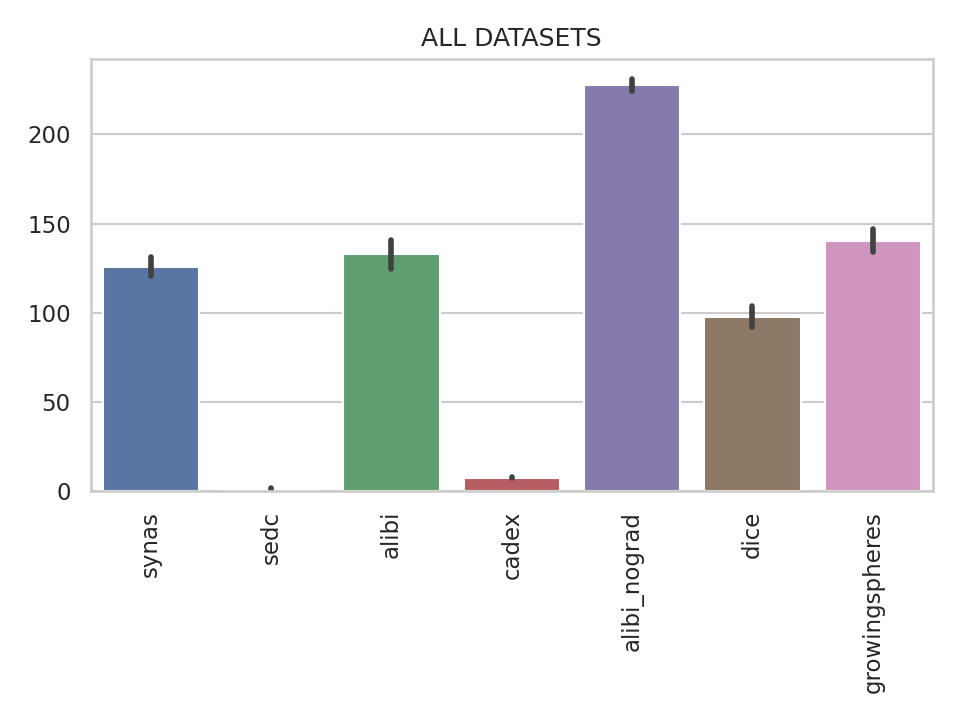 ALL DATASETS
200
150
100
50
0
synas
sedc
alibi
cadex
alibi_nograd
dice
growingspheres